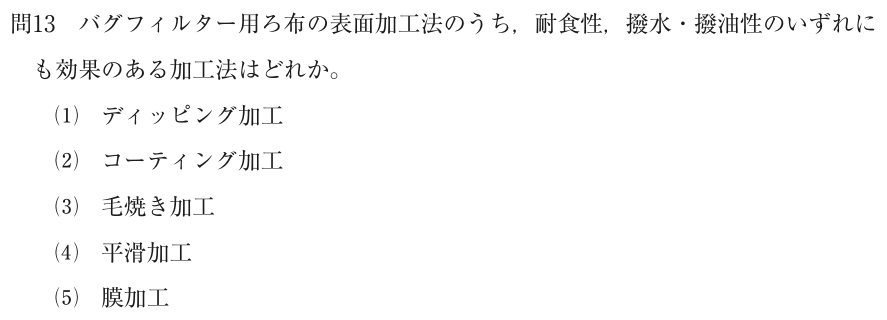 問13　バグフィルター用ろ布の表面加工法のうち，耐食性，撥水・撥油性のいずれに
も効果のある加工法はどれか。
⑴　ディッピング加工
⑵　コーティング加工
⑶　毛焼き加工
⑷　平滑加工
⑸　膜加工